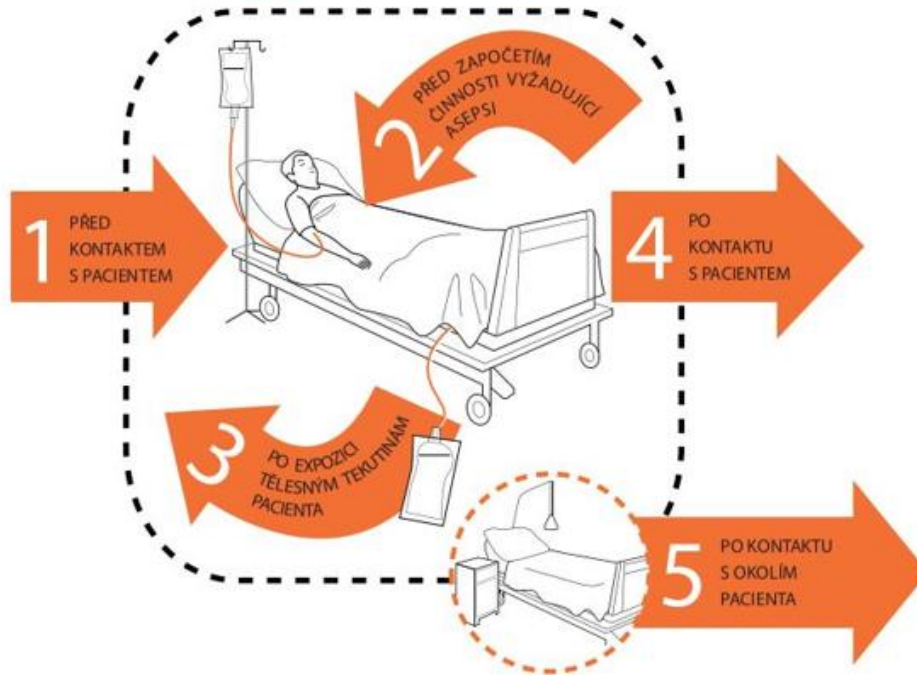 1
PŘED
KONTAKTEM
S PACIENTEM
2
PŘED ZAPOČETÍM
ČINNOSTI VYŽADUJÍCÍ
ASEPSI
3
PO EXPOZICI
TĚLESNÝM TEKUTINÁM
PACIENTA
4
PO
KONTAKTU
S PACIENTEM
5
PO KONTAKTU
S OKOLÍM
PACIENTA